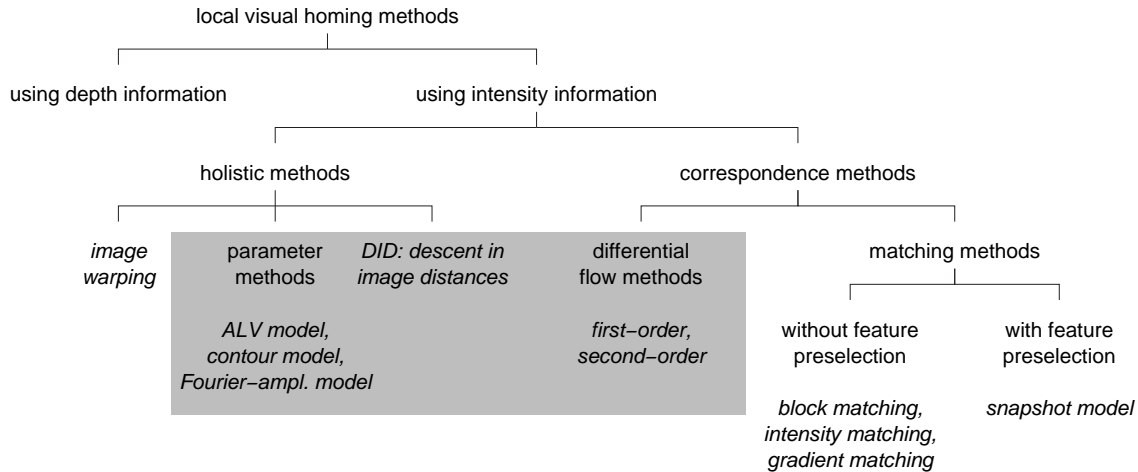 local visual homing methods
using depth information
using intensity information
holistic methods
correspondence methods
image
warping
parameter
methods
DID: descent in
image distances
differential
flow methods
matching methods
ALV model,
contour model,
Fourier−ampl. model
first−order,
second−order
without feature
preselection
with feature
preselection
block matching,
intensity matching,
gradient matching
snapshot model